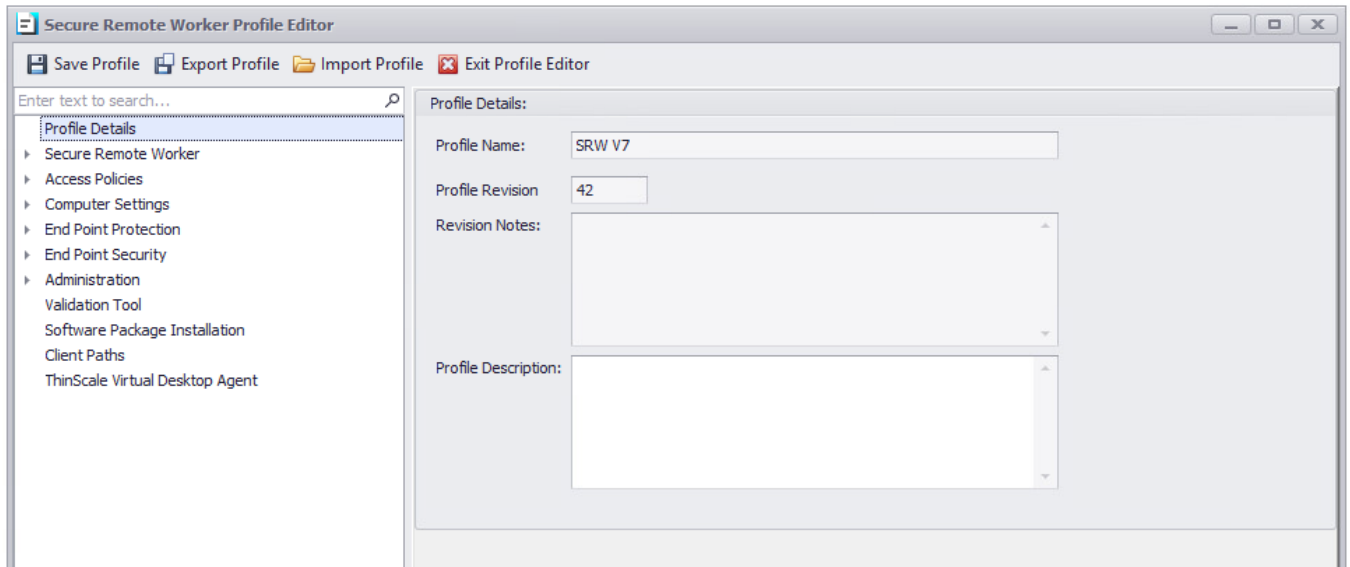 Secure Remote Worker Profile Editor
Save Profile Export Profile Import Profile Exit Profile Editor
Enter text to search...
Profile Details
Secure Remote Worker
Access Policies
Computer Settings
End Point Protection
End Point Security
Administration
Validation Tool
Software Package Installation
Client Paths
ThinScale Virtual Desktop Agent
Profile Details:
Profile Name: SRW V7
Profile Revision 42
Revision Notes:
Profile Description: